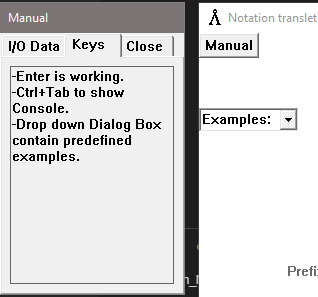 Manual
I/O Data Keys Close
-Enter is working.
-Ctrl+Tab to show
Console.
-Drop down Dialog Box
contain predefined
examples.
Notation translet
Manual
Examples:
Prefi